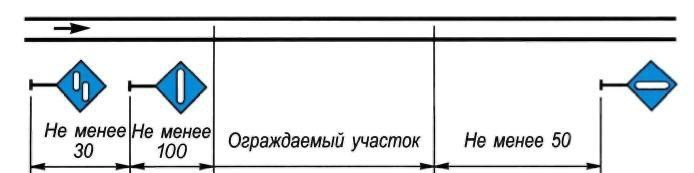 Не менее
30
Не менее
100
Ограждаемый участок
Не менее 50